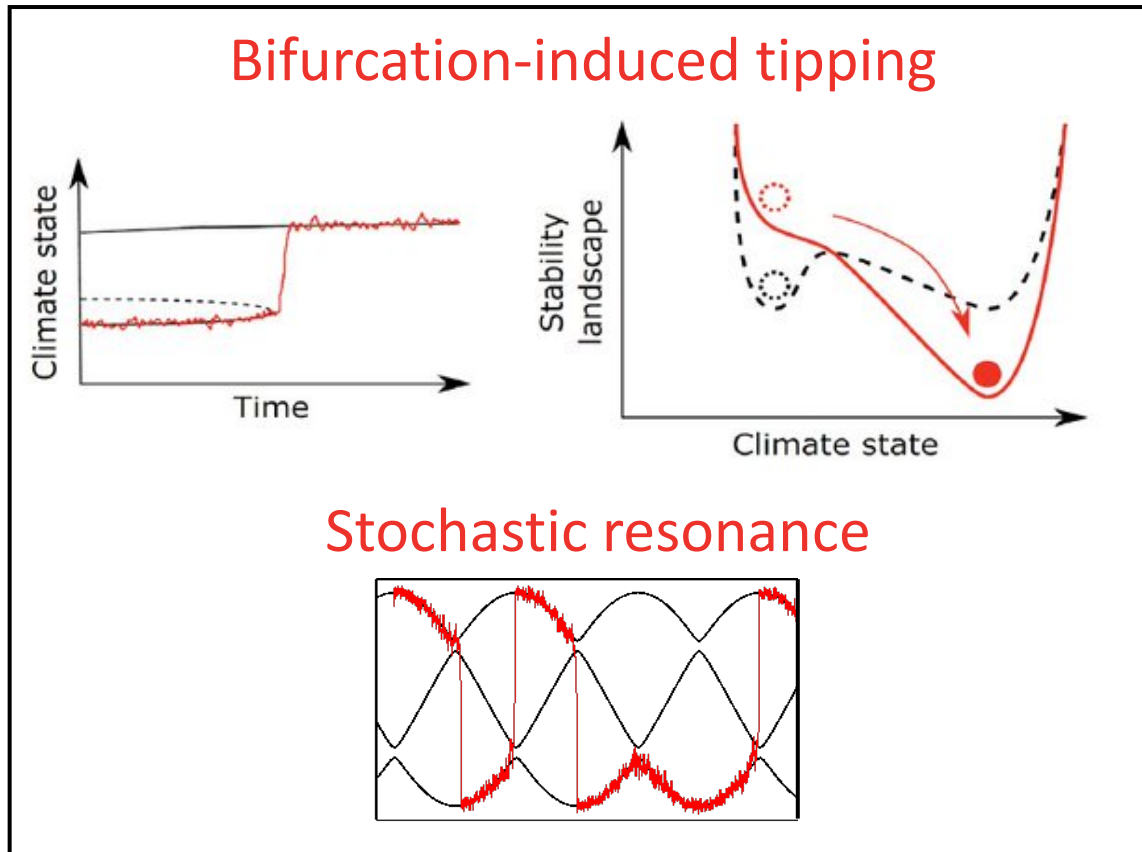 Bifurcation-induced tipping
Climate state
Time
Stability
landscape
Climate state
Stochastic resonance